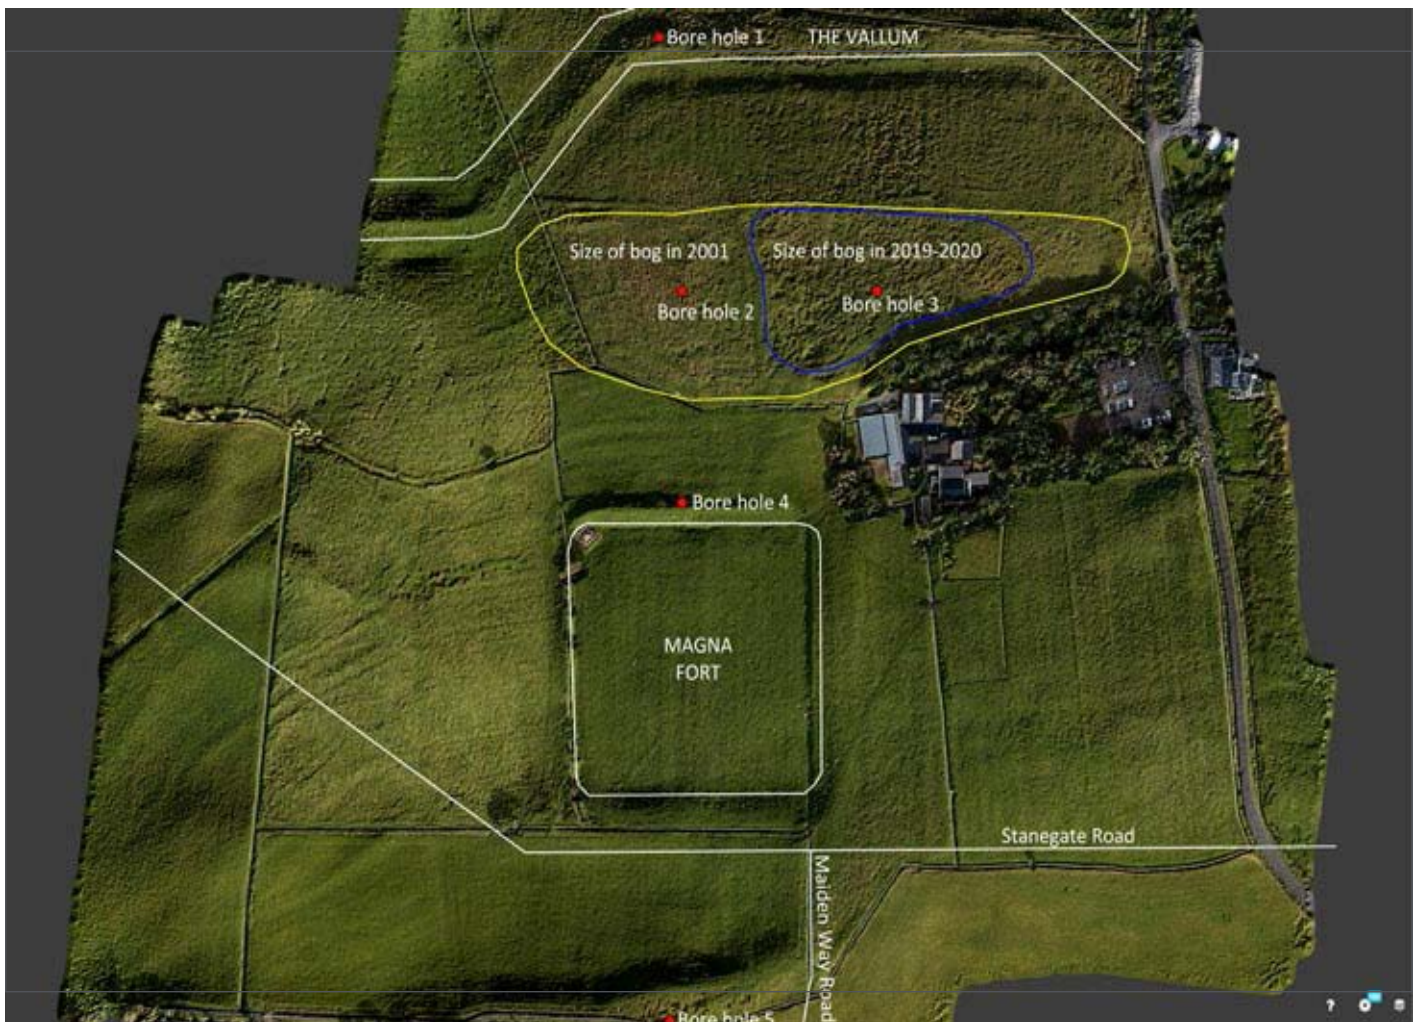 Bore hole 1
THE VALLUM
Size of bog in 2001
Size of bog in 2019-2020
Bore hole 2
Bore hole 3
Bore hole 4
MAGNA
FORT
Stanegate Road
Maiden Way Road
Bore hole 5
?